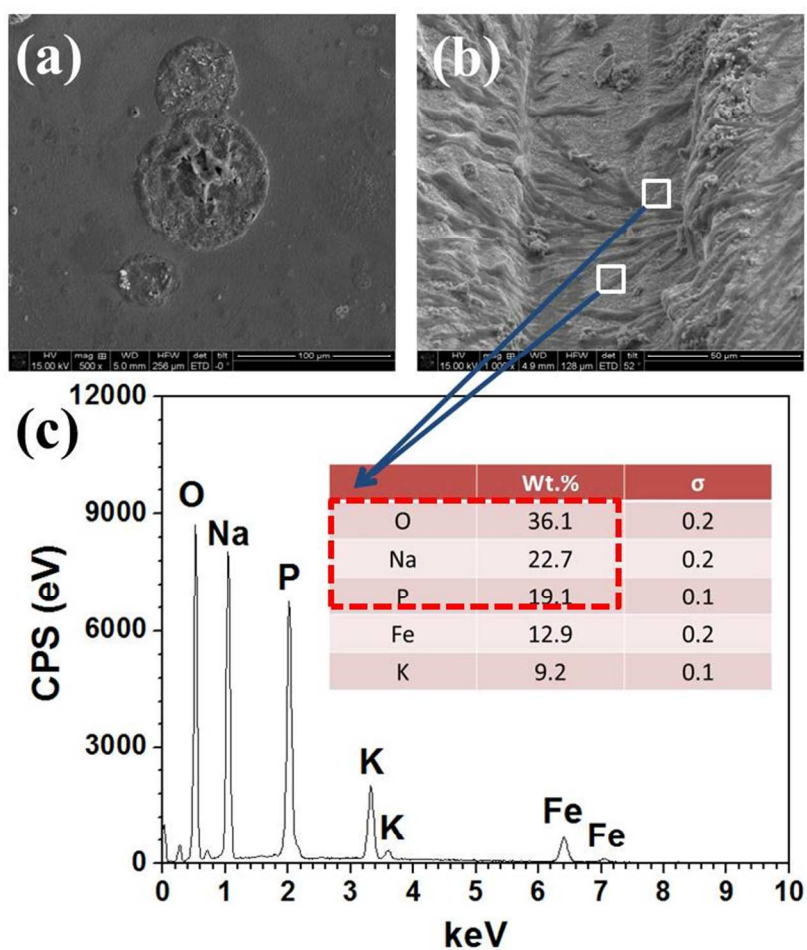 (a)
(b)
HV mag ⊞ WD HFW det tilt 100 µm
15.00 kV 500 x 5.0 mm 256 µm ETD -0 °
HV mag ⊞ WD HFW det tilt 50 µm
15.00 kV 1 000 x 4.9 mm 128 µm ETD 52 °
(c)
12000
9000
6000
3000
0
CPS (eV)
O
Na
P
K
K
Fe
Fe
Wt.% σ
O 36.1 0.2
Na 22.7 0.2
P 19.1 0.1
Fe 12.9 0.2
K 9.2 0.1
0 1 2 3 4 5 6 7 8 9 10
keV